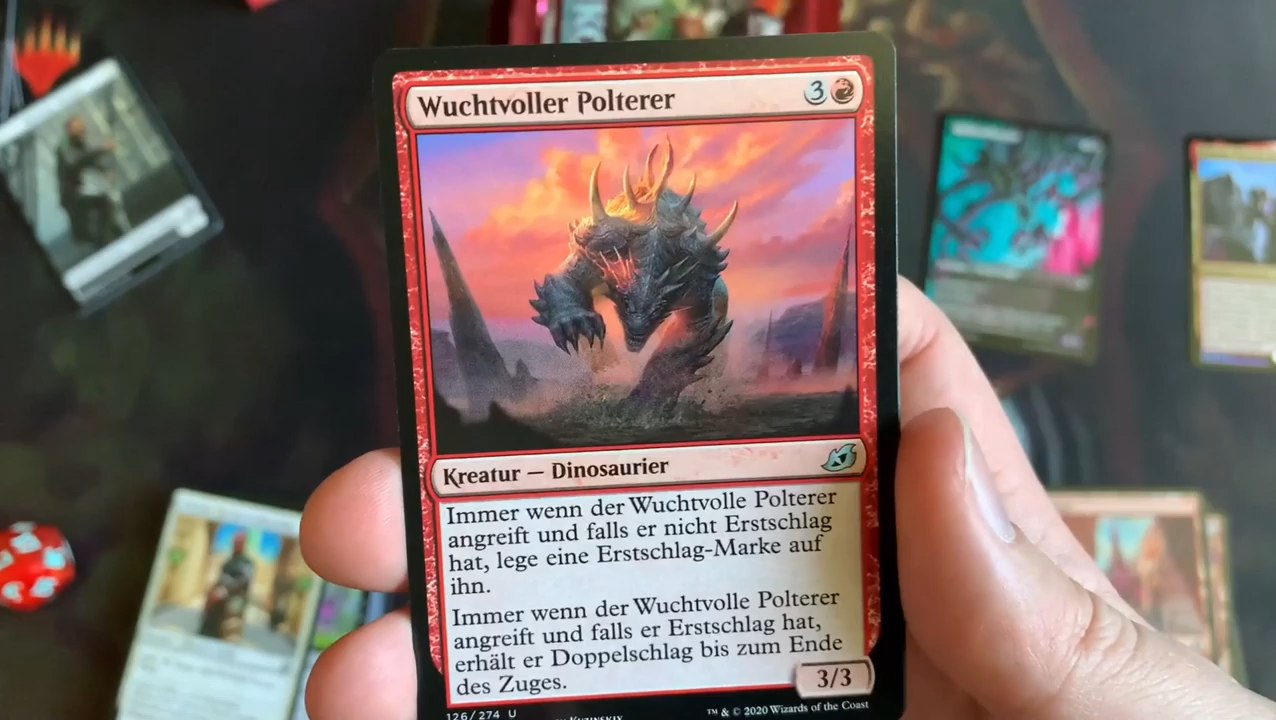 Wuchtvoller Polterer 3
Kreatur — Dinosaurier
Immer wenn der Wuchtvolle Polterer
angreift und falls er nicht Erstschlag
hat, lege eine Erstschlag-Marke auf
ihn.
Immer wenn der Wuchtvolle Polterer
angreift und falls er Erstschlag hat,
erhält er Doppelschlag bis zum Ende
des Zuges.
3/3
126/274 U
™ & © 2020 Wizards of the Coast